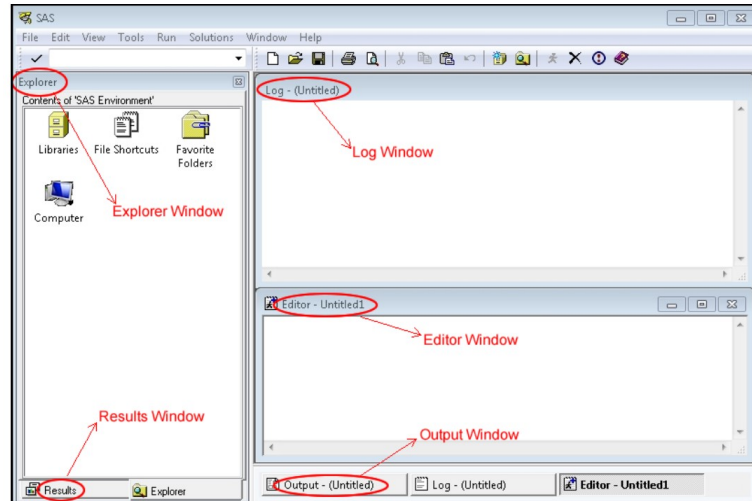 SAS
File Edit View Tools Run Solutions Window Help
Explorer
Contents of 'SAS Environment'
Libraries
File Shortcuts
Favorite Folders
Computer
Explorer Window
Results Window
Results
Explorer
Log - (Untitled)
Log Window
Editor - Untitled1
Editor Window
Output Window
Output - (Untitled)
Log - (Untitled)
Editor - Untitled1